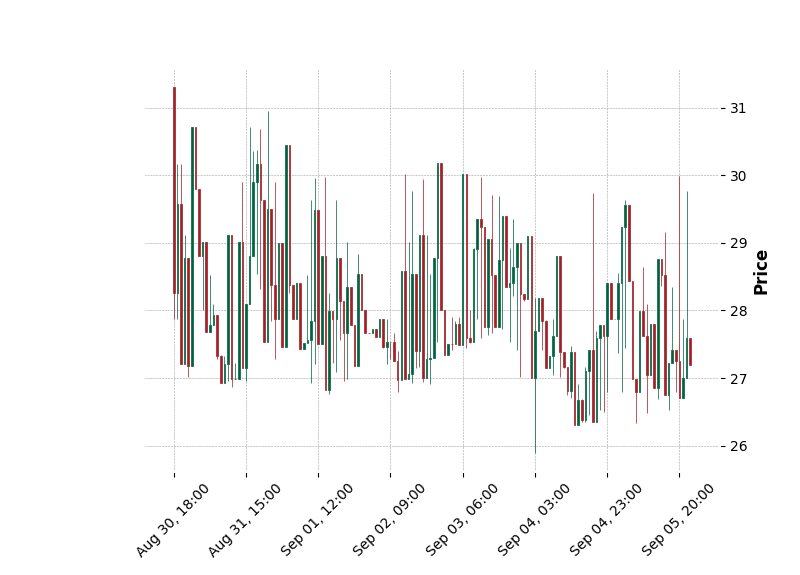 31
30
29
28
27
26
Price
Aug 30, 18:00
Aug 31, 15:00
Sep 01, 12:00
Sep 02, 09:00
Sep 03, 06:00
Sep 04, 03:00
Sep 04, 23:00
Sep 05, 20:00